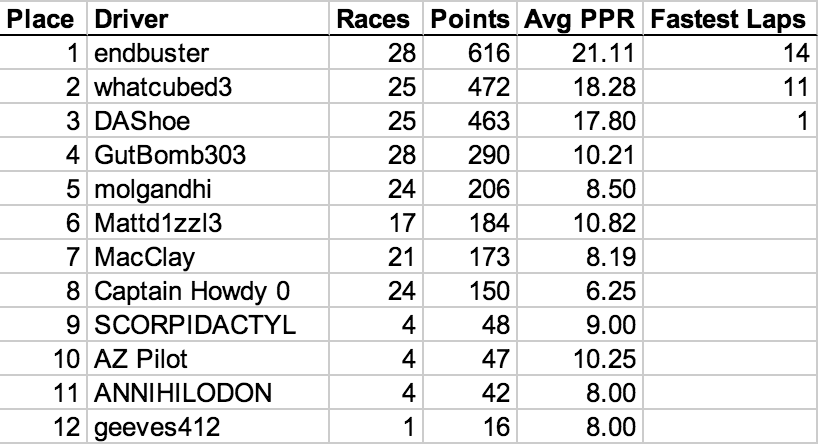 Place Driver Races Points Avg PPR Fastest Laps
1 endbuster 28 616 21.11 14
2 whatcubed3 25 472 18.28 11
3 DAShoe 25 463 17.80 1
4 GutBomb303 28 290 10.21
5 molgandhi 24 206 8.50
6 Mattd1zzl3 17 184 10.82
7 MacClay 21 173 8.19
8 Captain Howdy 0 24 150 6.25
9 SCORPIDACTYL 4 48 9.00
10 AZ Pilot 4 47 10.25
11 ANNIHILODON 4 42 8.00
12 geeves412 1 16 8.00